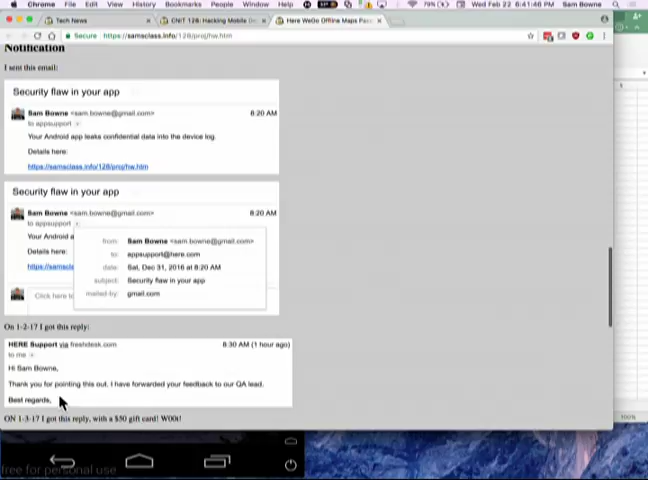 Chrome File Edit View History Bookmarks People Window Help
79% Wed Feb 22 6:41:46 PM Sam Bowne
Tech News
CNIT 128: Hacking Mobile De
Here WeGo Offline Maps Pass
Sam Bowne
Secure https://samsclass.info/128/proj/hw.htm
Notification
I sent this email:
Security flaw in your app
Sam Bowne <sam.bowne@gmail.com>
8:20 AM
to appsupport
Your Android app leaks confidential data into the device log.
Details here:
https://samsclass.info/128/proj/hw.htm
Security flaw in your app
Sam Bowne <sam.bowne@gmail.com>
8:20 AM
to appsupport
Your Android a
from: Sam Bowne <sam.bowne@gmail.com>
Details here:
to: appsupport@here.com
https://samscla
date: Sat, Dec 31, 2016 at 8:20 AM
subject: Security flaw in your app
mailed-by: gmail.com
Click here to
On 1-2-17 I got this reply:
HERE Support via freshdesk.com
8:30 AM (1 hour ago)
to me
Hi Sam Bowne,
Thank you for pointing this out. I have forwarded your feedback to our QA lead.
Best regards,
ON 1-3-17 I got this reply, with a $50 gift card! W00t!
100%
free for personal use